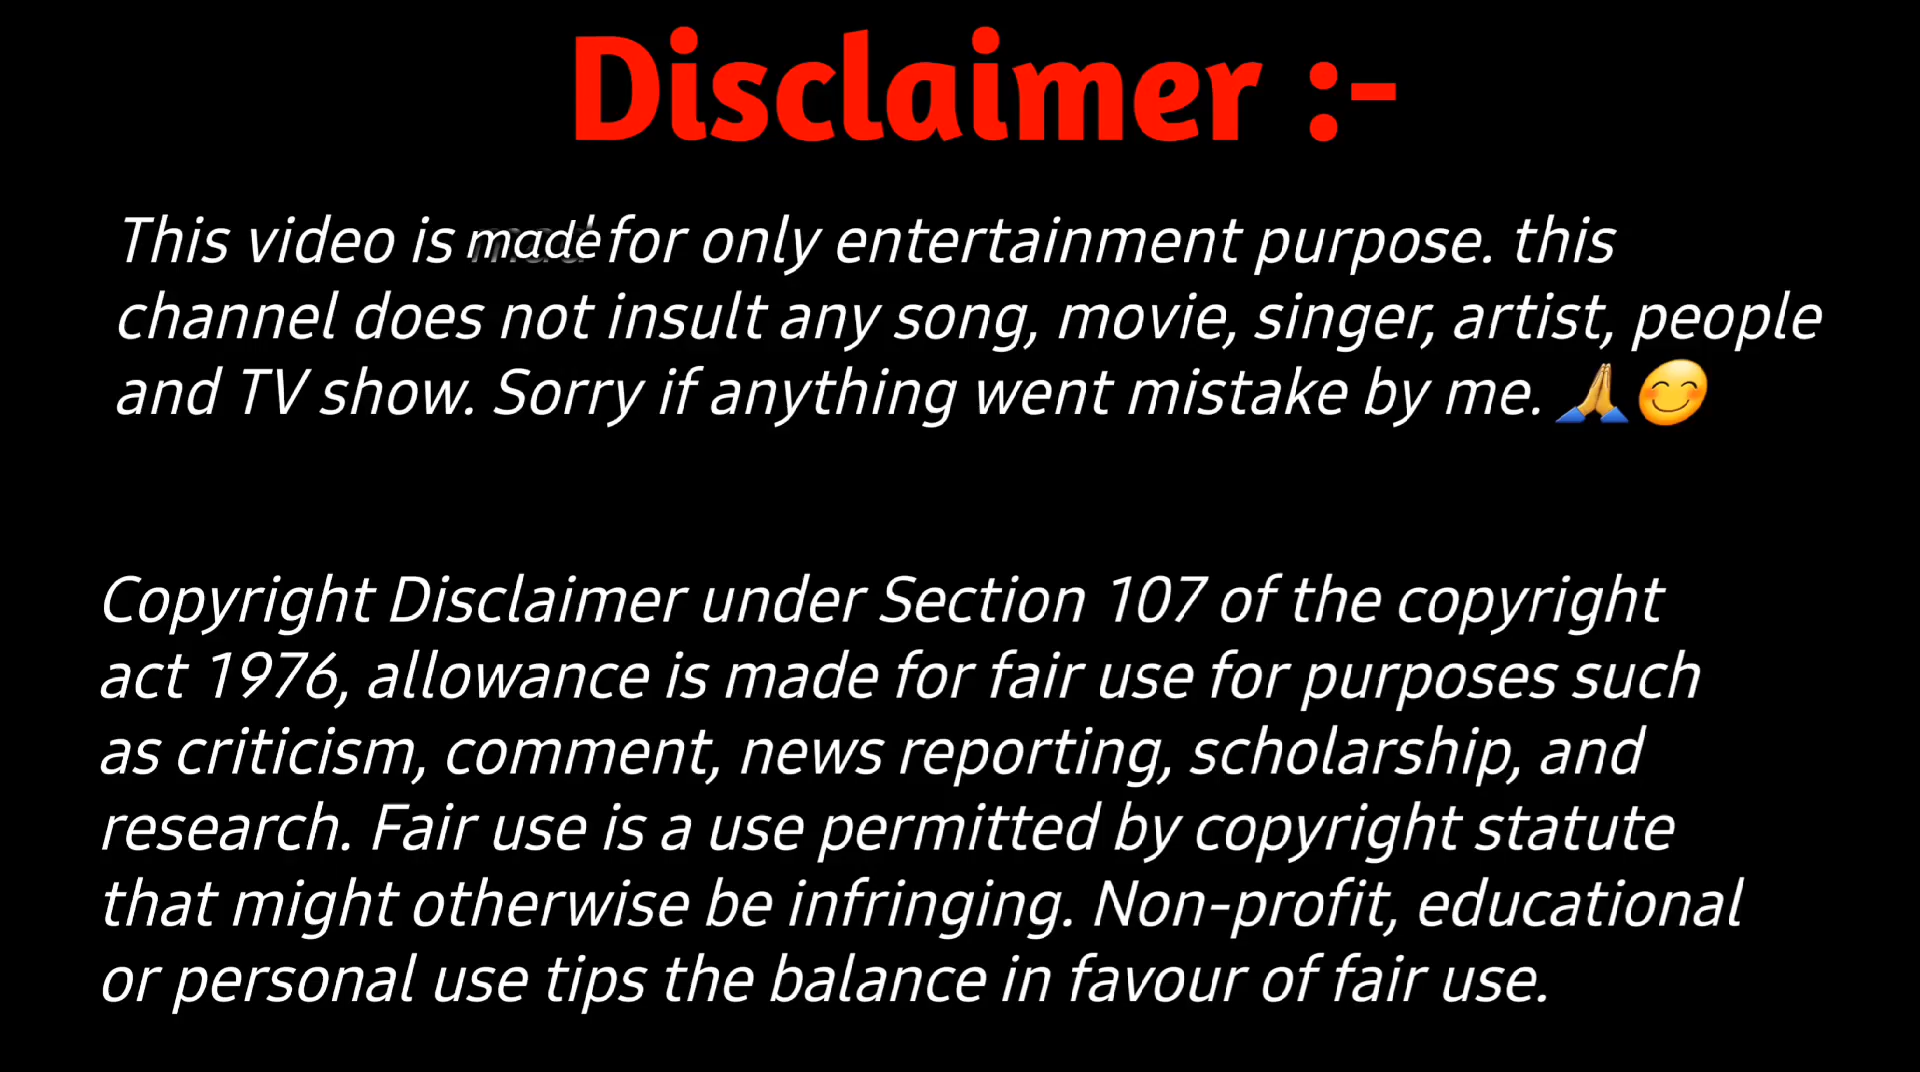 Disclaimer :-
This video is made for only entertainment purpose. this
channel does not insult any song, movie, singer, artist, people
and TV show. Sorry if anything went mistake by me. 🙏😊
Copyright Disclaimer under Section 107 of the copyright
act 1976, allowance is made for fair use for purposes such
as criticism, comment, news reporting, scholarship, and
research. Fair use is a use permitted by copyright statute
that might otherwise be infringing. Non-profit, educational
or personal use tips the balance in favour of fair use.